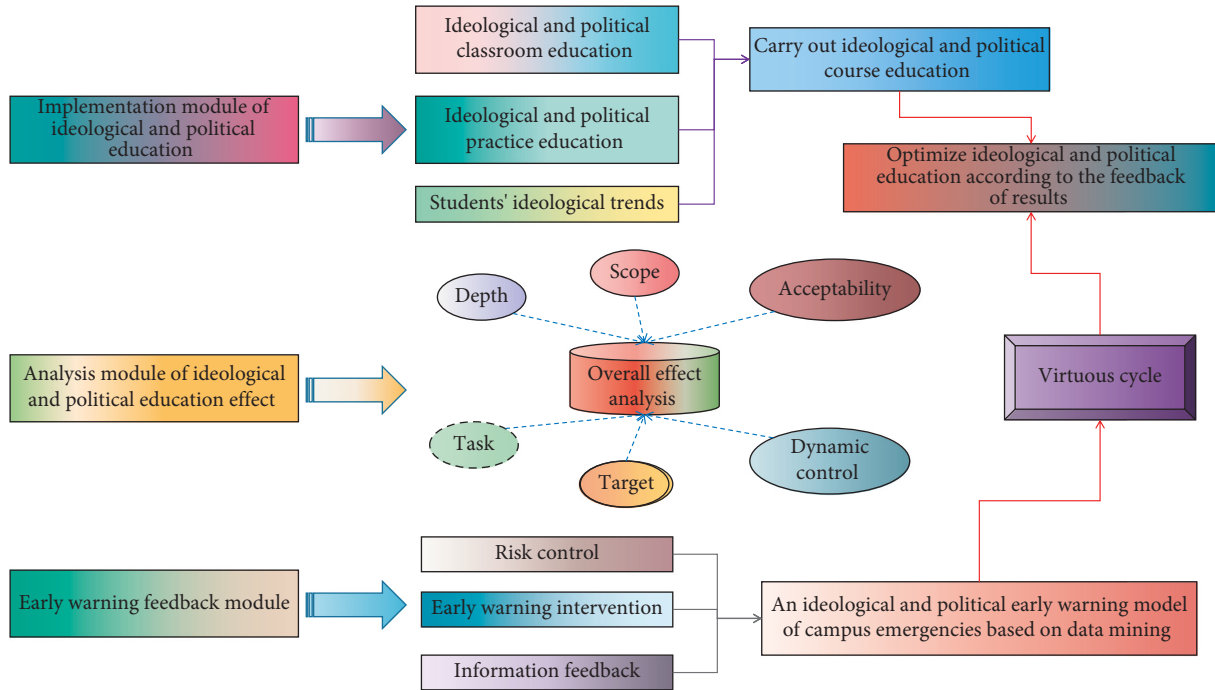 Ideological and political
classroom education
Carry out ideological and political
course education
Implementation module of
ideological and political
education
Ideological and political
practice education
Optimize ideological and political
education according to the feedback
of results
Students' ideological trends
Depth
Scope
Acceptability
Analysis module of ideological
and political education effect
Overall effect
analysis
Virtuous cycle
Task
Target
Dynamic
control
Early warning feedback module
Risk control
Early warning intervention
Information feedback
An ideological and political early warning model
of campus emergencies based on data mining